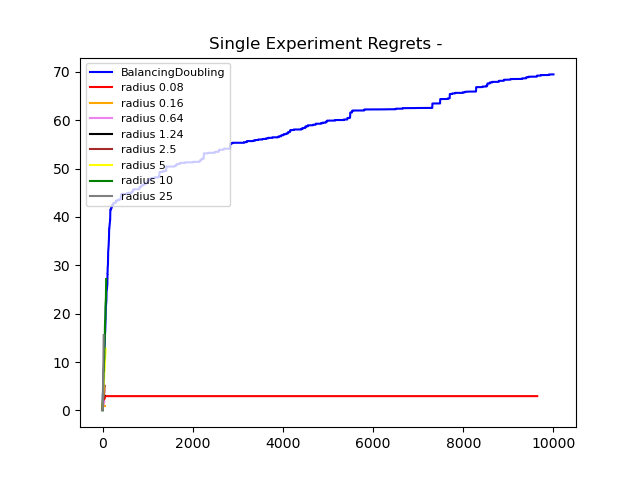 Single Experiment Regrets -
BalancingDoubling
radius 0.08
radius 0.16
radius 0.64
radius 1.24
radius 2.5
radius 5
radius 10
radius 25
70
60
50
40
30
20
10
0
0 2000 4000 6000 8000 10000